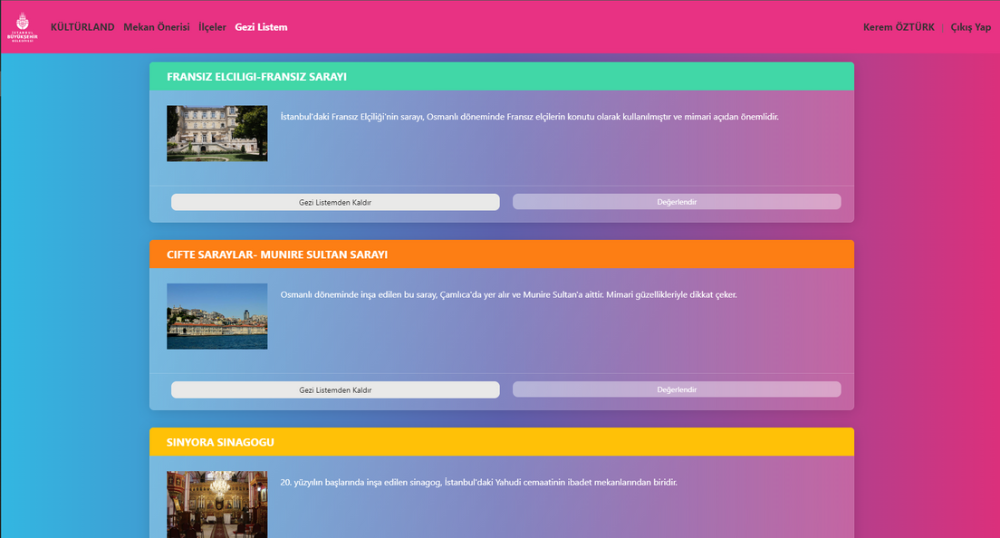 İSTANBUL
BÜYÜKŞEHİR
BELEDİYESİ
KÜLTÜRLAND Mekan Önerisi İlçeler Gezi Listem Kerem ÖZTÜRK | Çıkış Yap
FRANSIZ ELCILIGI-FRANSIZ SARAYI
İstanbul'daki Fransız Elçiliği'nin sarayı, Osmanlı döneminde Fransız elçilerin konutu olarak kullanılmıştır ve mimari açıdan önemlidir.
Gezi Listemden Kaldır Değerlendir
CIFTE SARAYLAR- MUNIRE SULTAN SARAYI
Osmanlı döneminde inşa edilen bu saray, Çamlıca'da yer alır ve Munire Sultan'a aittir. Mimari güzellikleriyle dikkat çeker.
Gezi Listemden Kaldır Değerlendir
SINYORA SINAGOGU
20. yüzyılın başlarında inşa edilen sinagog, İstanbul'daki Yahudi cemaatinin ibadet mekanlarından biridir.